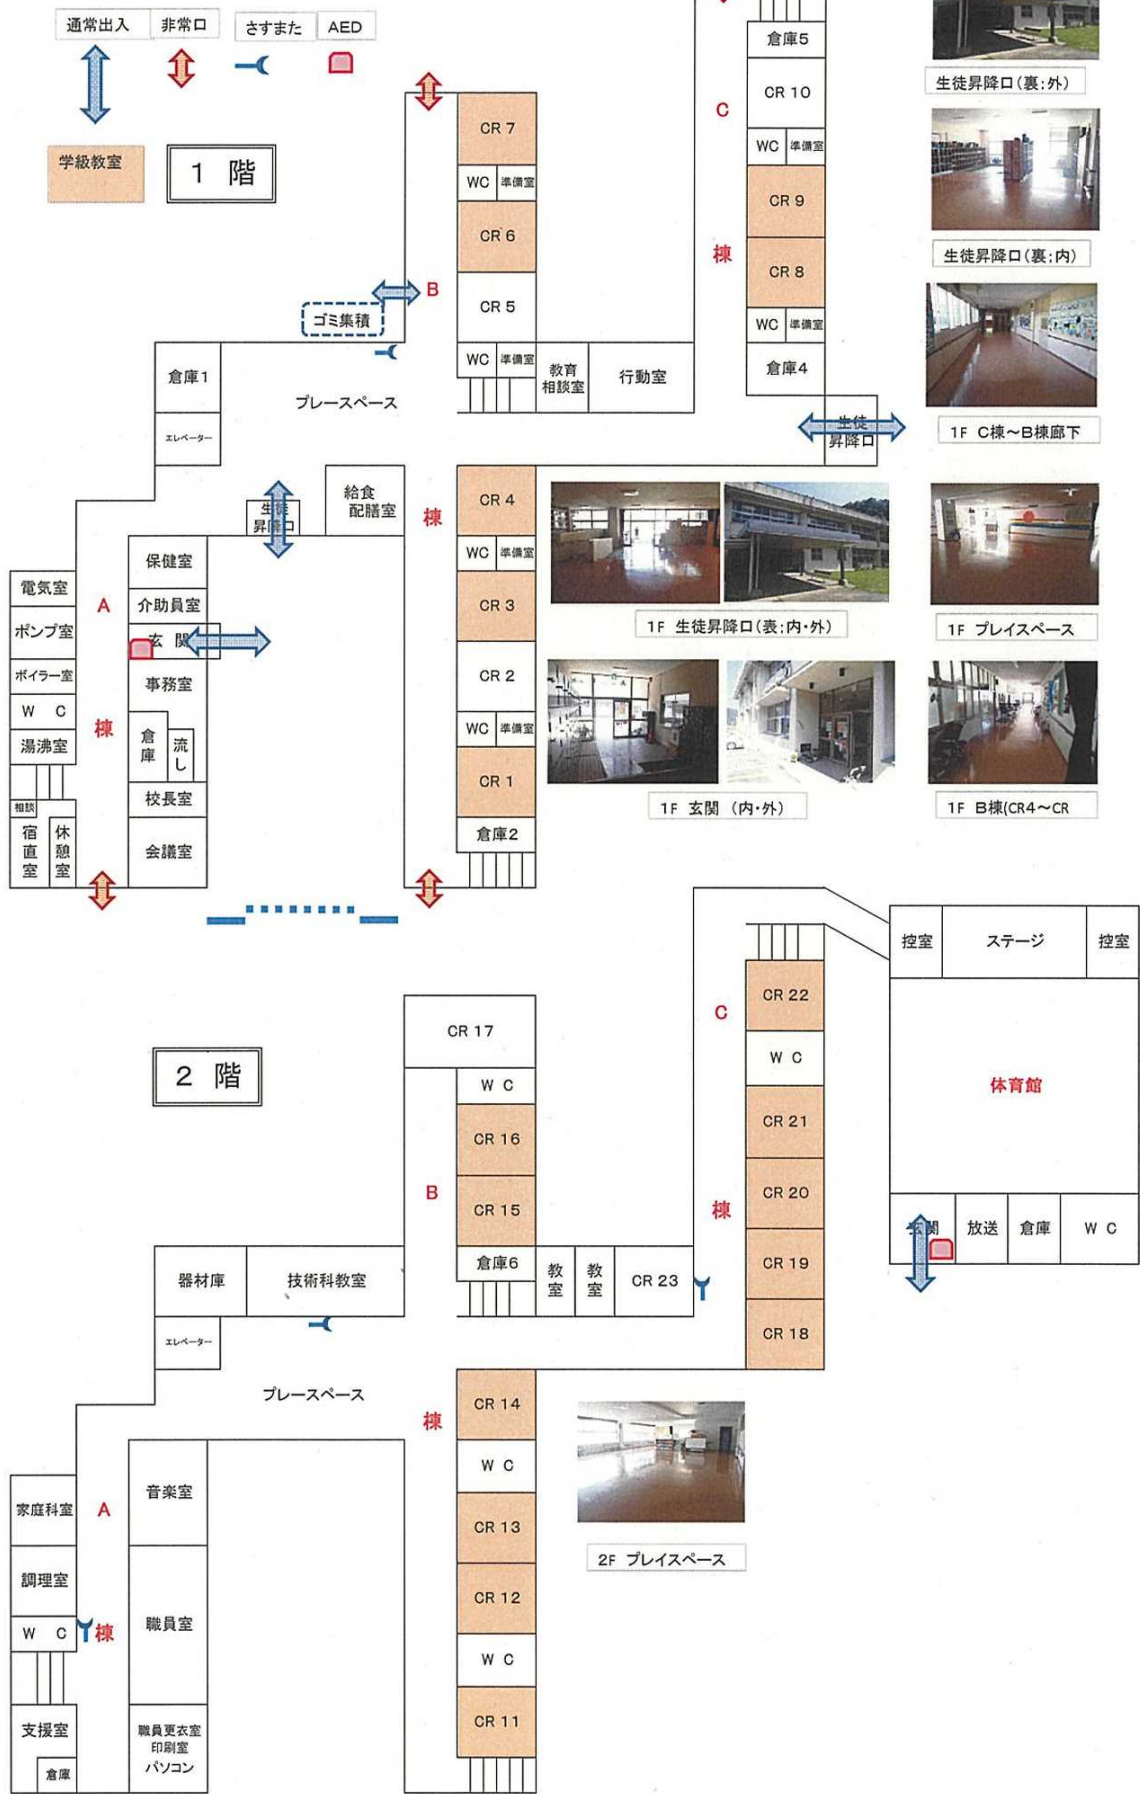 通常出入
非常口
さすまた
AED
学級教室
1 階
CR 7
WC
準備室
CR 6
B
CR 5
ゴミ集積
WC
準備室
教育
相談室
行動室
倉庫1
プレースペース
エレベーター
倉庫5
C
CR 10
WC
準備室
CR 9
棟
CR 8
WC
準備室
倉庫4
生徒
昇降口
生徒昇降口(裏;外)
生徒昇降口(裏;内)
1F C棟～B棟廊下
給食
配膳室
生徒
昇降口
棟
CR 4
WC
準備室
CR 3
CR 2
WC
準備室
CR 1
倉庫2
保健室
電気室
A
介助員室
ポンプ室
玄 関
ボイラー室
事務室
W C
棟
倉庫
流し
湯沸室
校長室
相談
宿直室
休憩室
会議室
1F 生徒昇降口(表;内・外)
1F プレイスペース
1F 玄関 (内・外)
1F B棟(CR4～CR
2 階
CR 17
W C
CR 16
B
CR 15
倉庫6
教室
教室
CR 23
器材庫
技術科教室
エレベーター
プレースペース
C
CR 22
W C
CR 21
棟
CR 20
CR 19
CR 18
控室
ステージ
控室
体育館
玄関
放送
倉庫
W C
棟
CR 14
W C
CR 13
CR 12
W C
CR 11
2F プレイスペース
家庭科室
A
音楽室
調理室
職員室
W C
棟
支援室
倉庫
職員更衣室
印刷室
パソコン